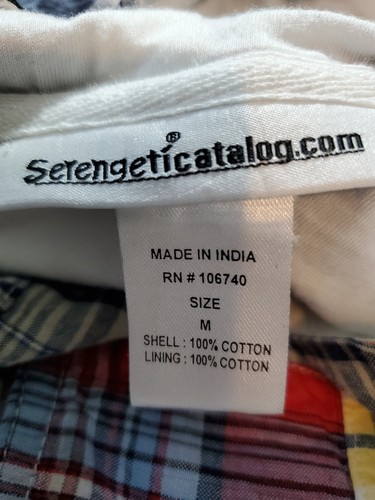 Serengeticatalog.com
®
MADE IN INDIA
RN # 106740
SIZE
M
SHELL : 100% COTTON
LINING : 100% COTTON